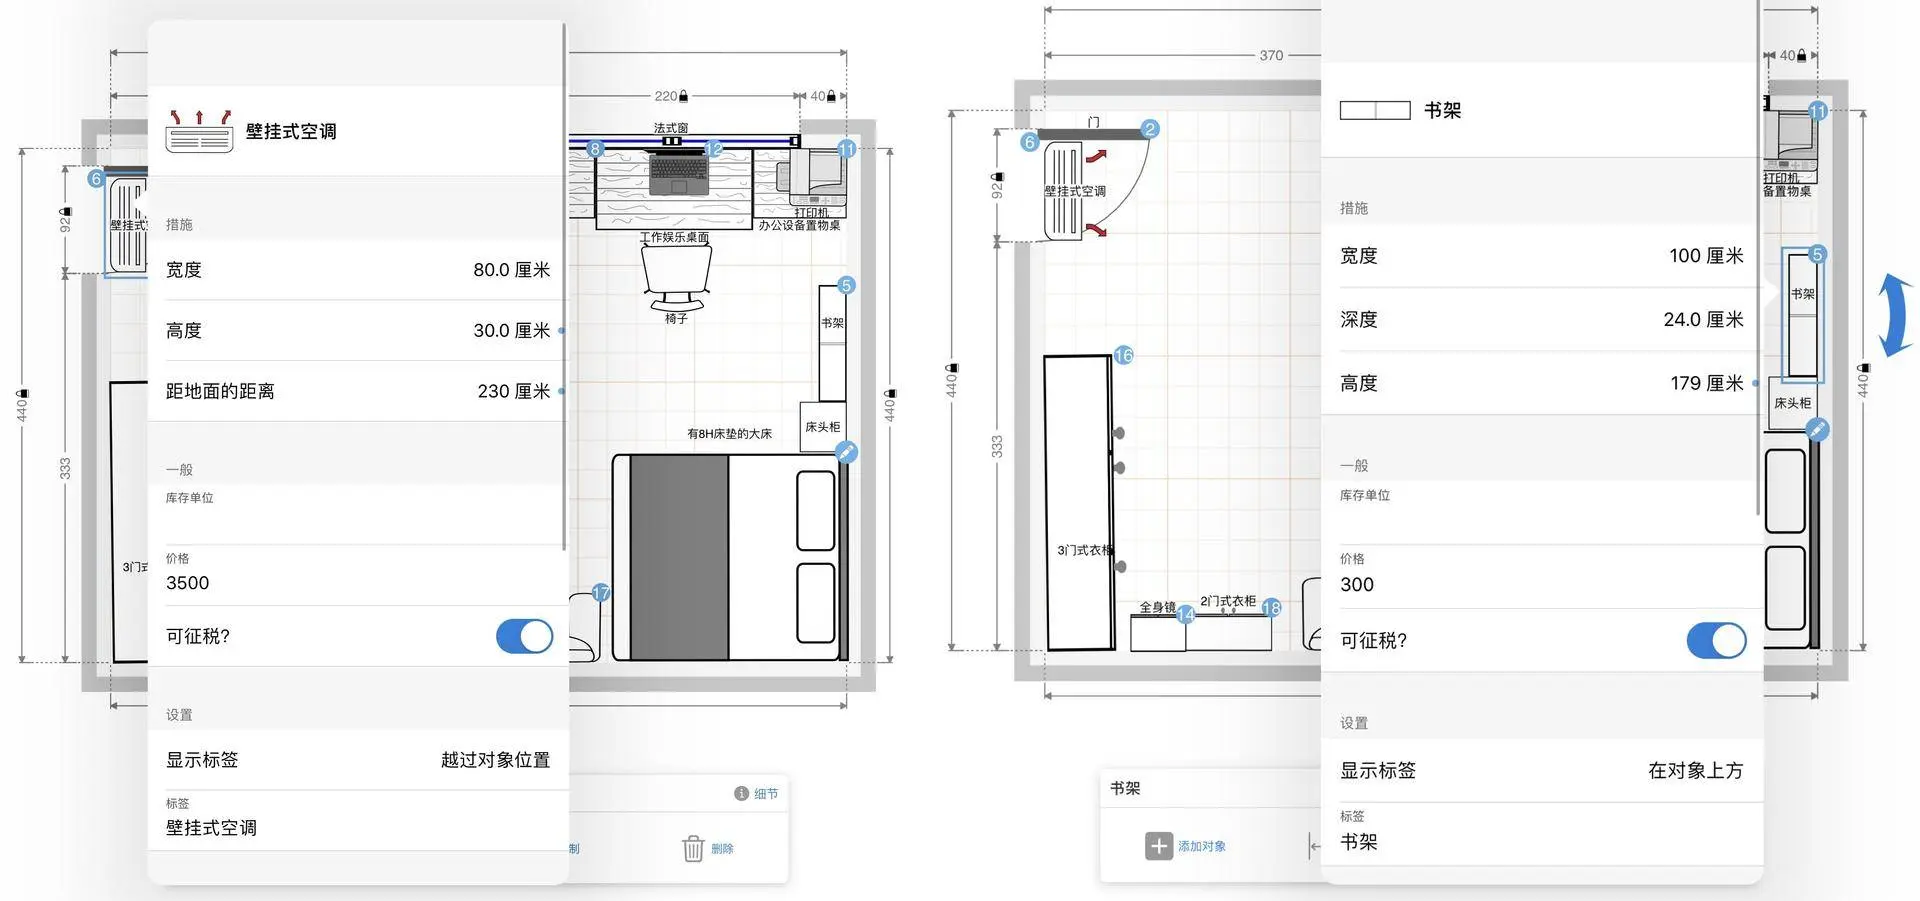 220
40
法式窗
8
12
11
6
92
壁挂式
打印机
办公设备置物桌
工作娱乐桌面
椅子
5
书架
440
440
床头柜
有8H床垫的大床
333
3门式
17
壁挂式空调
措施
宽度
80.0 厘米
高度
30.0 厘米
距地面的距离
230 厘米
一般
库存单位
价格
3500
可征税?
设置
显示标签
越过对象位置
标签
壁挂式空调
细节
制
删除
370
40
门
2
6
11
92
壁挂式空调
打印机
备置物桌
5
书架
16
440
440
床头柜
333
3门式衣柜
全身镜
14
2门式衣柜
18
书架
添加对象
书架
措施
宽度
100 厘米
深度
24.0 厘米
高度
179 厘米
一般
库存单位
价格
300
可征税?
设置
显示标签
在对象上方
标签
书架